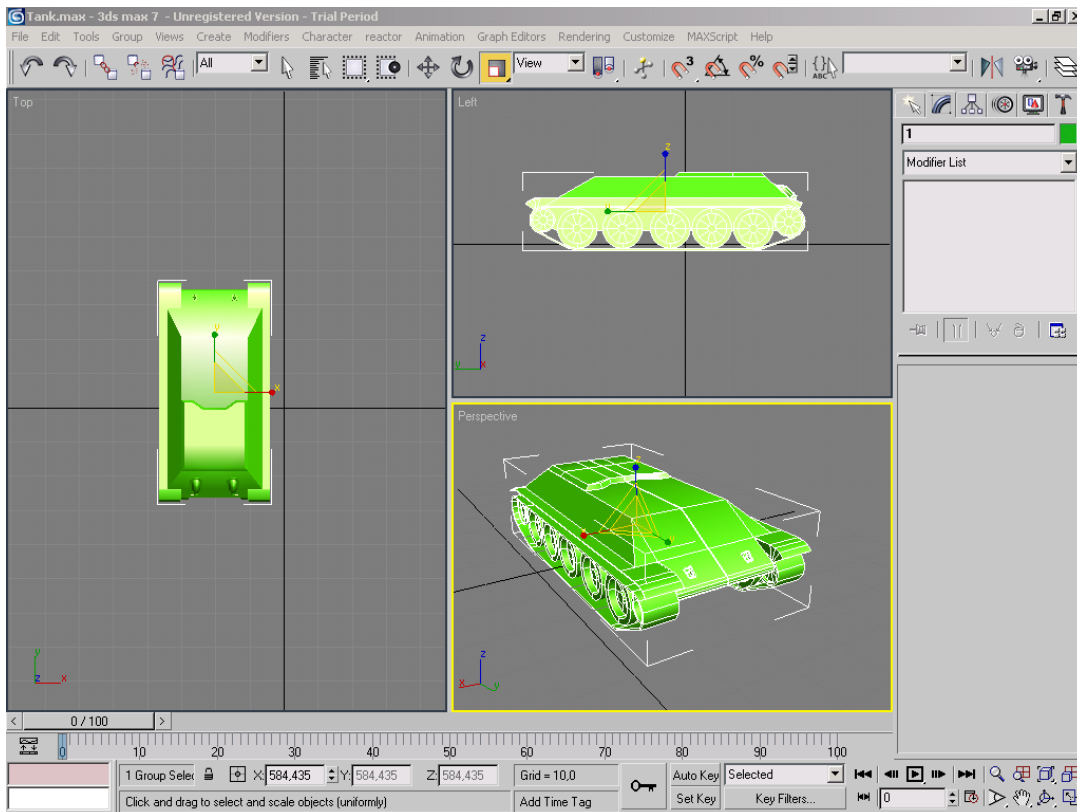 Tank.max - 3ds max 7 - Unregistered Version - Trial Period
File Edit Tools Group Views Create Modifiers Character reactor Animation Graph Editors Rendering Customize MAXScript Help
All View 3 % ABC
Top
Left
1
Modifier List
z
y
z
y x
y
x
Perspective
z
x y
z
x y
y
z x
0 / 100
0 10 20 30 40 50 60 70 80 90 100
1 Group Selec X: 584,435 Y: 584,435 Z: 584,435 Grid = 10,0 Auto Key Selected
Click and drag to select and scale objects (uniformly) Add Time Tag Set Key Key Filters... 0